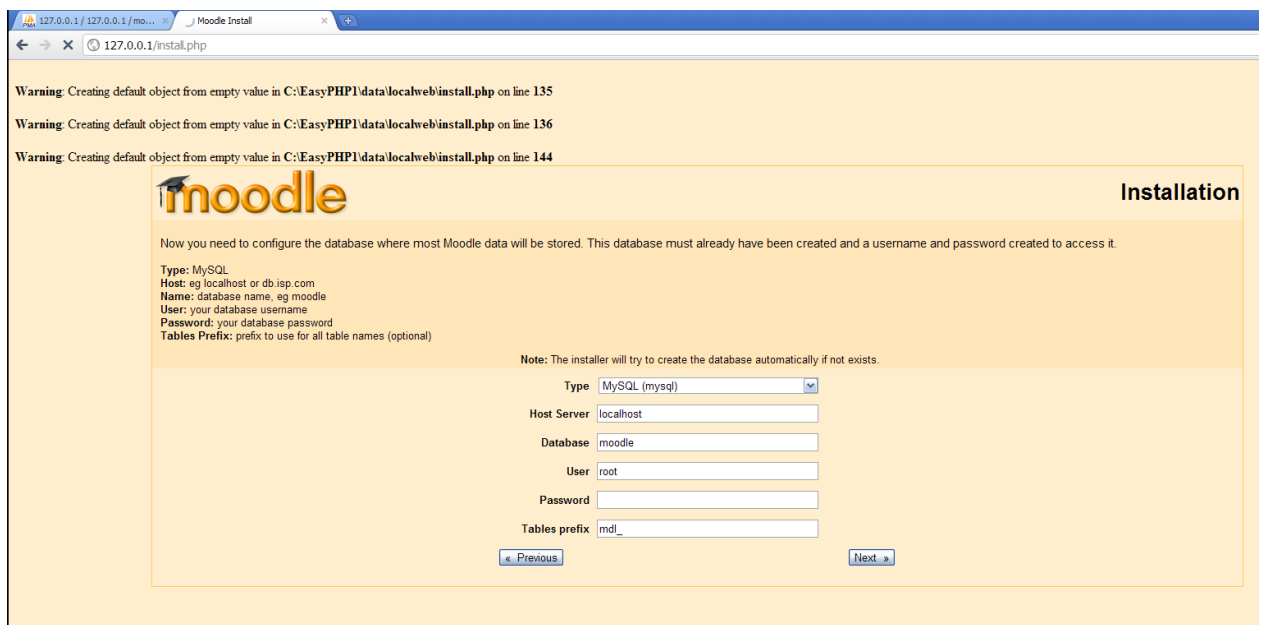 127.0.0.1 / 127.0.0.1 / mo...
Moodle Install
127.0.0.1/install.php
Warning: Creating default object from empty value in C:\EasyPHP1\data\localweb\install.php on line 135
Warning: Creating default object from empty value in C:\EasyPHP1\data\localweb\install.php on line 136
Warning: Creating default object from empty value in C:\EasyPHP1\data\localweb\install.php on line 144
moodle
Installation
Now you need to configure the database where most Moodle data will be stored. This database must already have been created and a username and password created to access it.
Type: MySQL
Host: eg localhost or db.isp.com
Name: database name, eg moodle
User: your database username
Password: your database password
Tables Prefix: prefix to use for all table names (optional)
Note: The installer will try to create the database automatically if not exists.
Type MySQL (mysql)
Host Server localhost
Database moodle
User root
Password
Tables prefix mdl_
« Previous
Next »